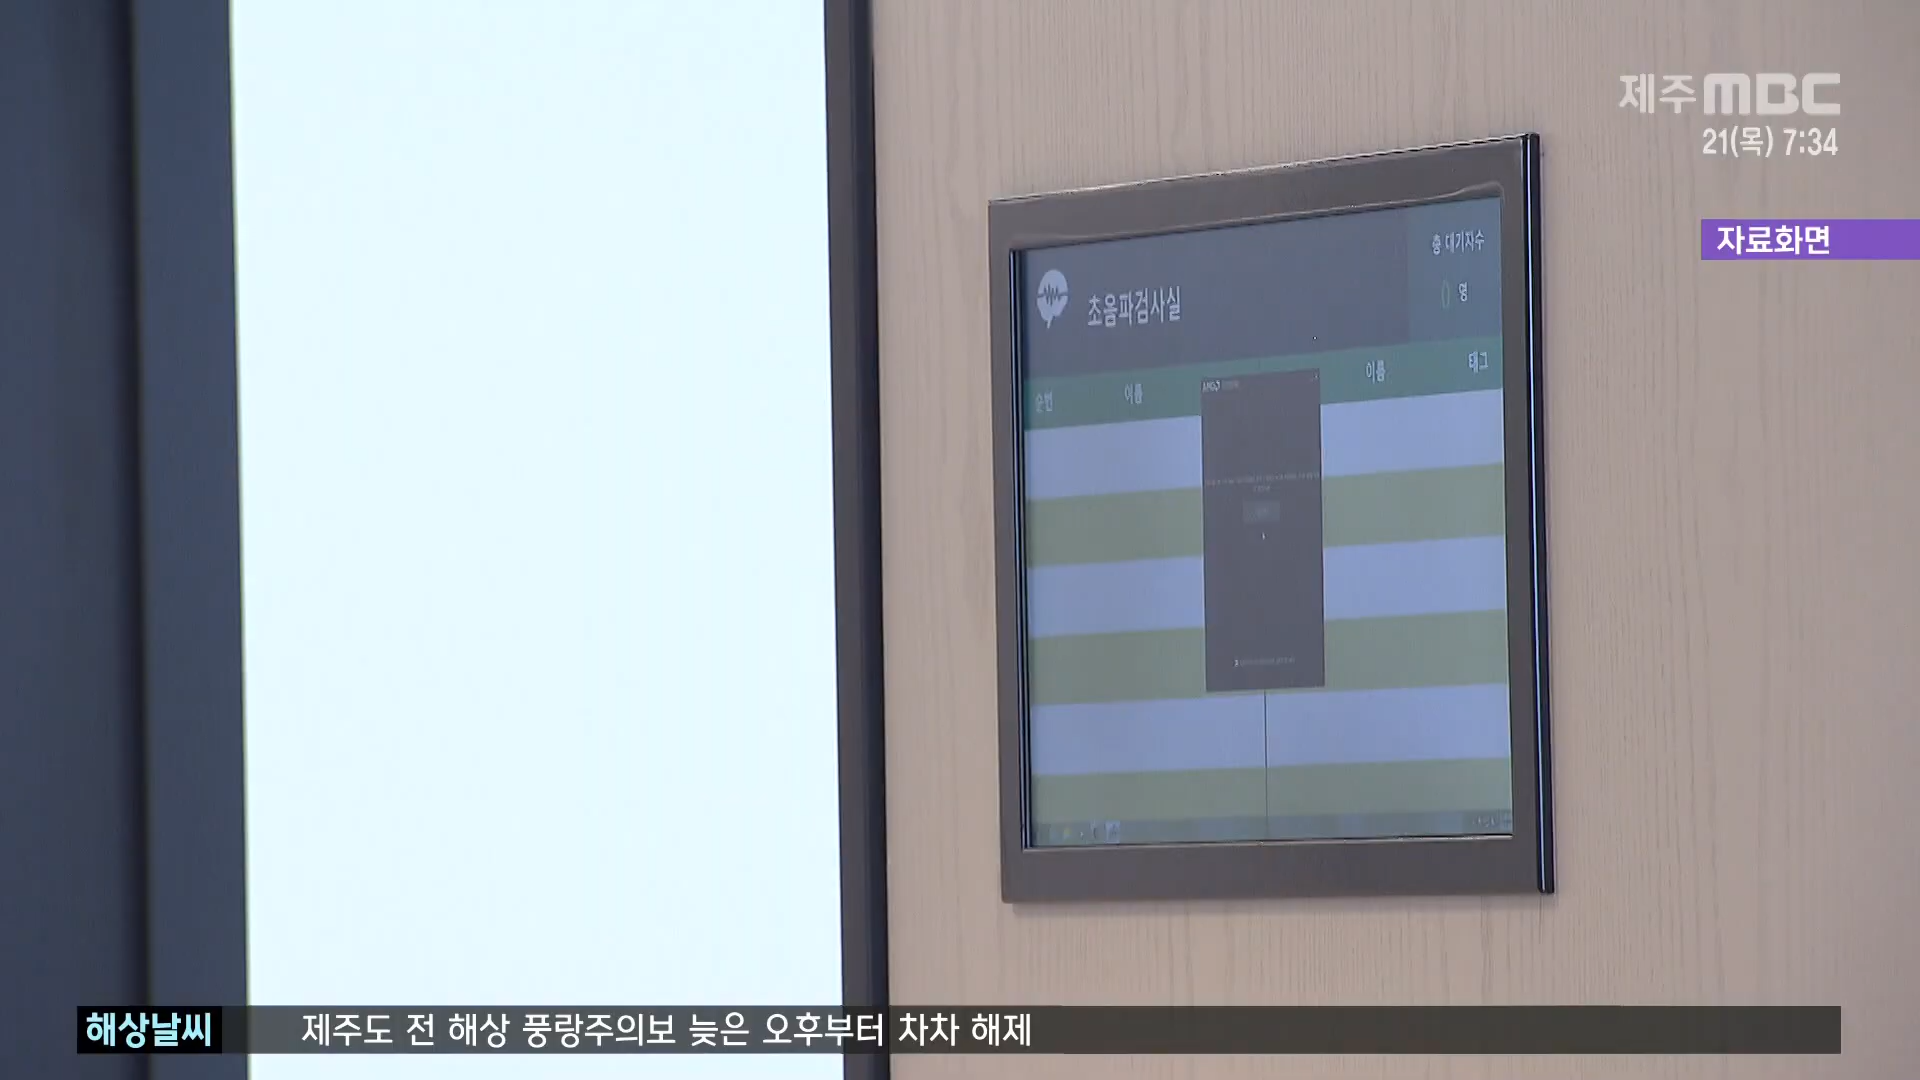 제주MBC
21(목) 7:34
자료화면
총 대기자수
0 명
초음파검사실
순번 이름 이름 태그
AMD
해상날씨 제주도 전 해상 풍랑주의보 늦은 오후부터 차차 해제